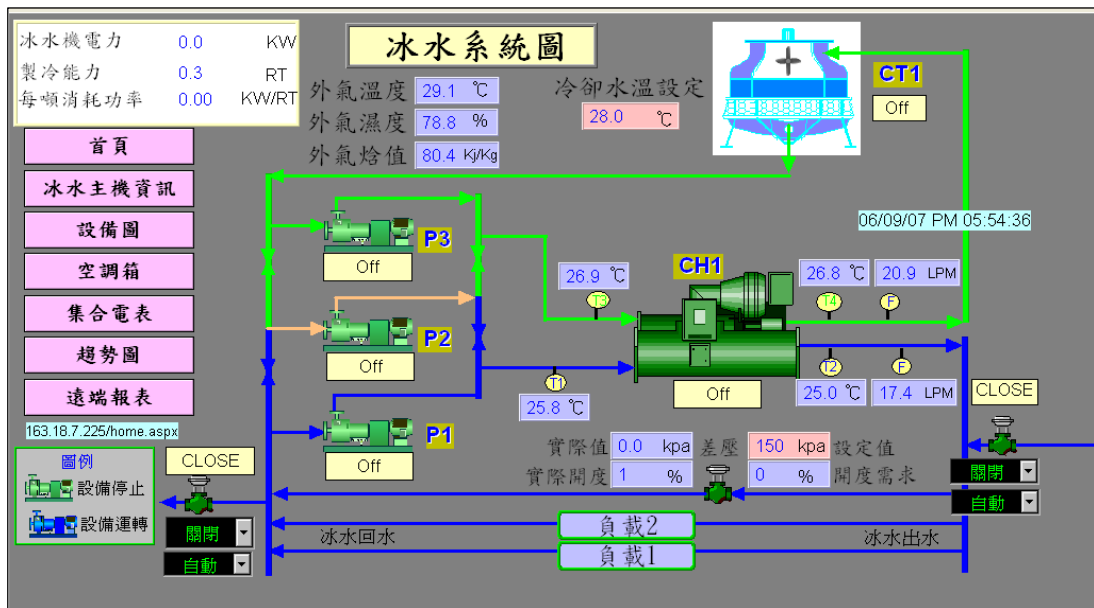 冰水機電力 0.0 KW
製冷能力 0.3 RT
每噸消耗功率 0.00 KW/RT
冰水系統圖
外氣溫度 29.1 ℃
外氣濕度 78.8 %
外氣焓值 80.4 Kj/Kg
冷卻水溫設定
28.0 ℃
CT1
Off
首頁
冰水主機資訊
設備圖
空調箱
集合電表
趨勢圖
遠端報表
163.18.7.225/home.aspx
06/09/07 PM 05:54:36
P3
Off
P2
Off
P1
Off
26.9 ℃
T3
CH1
26.8 ℃
20.9 LPM
T4
F
T1
25.8 ℃
Off
T2
F
25.0 ℃
17.4 LPM
CLOSE
關閉
自動
實際值 0.0 kpa 差壓 150 kpa 設定值
實際開度 1 % 0 % 開度需求
圖例
設備停止
設備運轉
CLOSE
關閉
自動
冰水回水
負載2
負載1
冰水出水